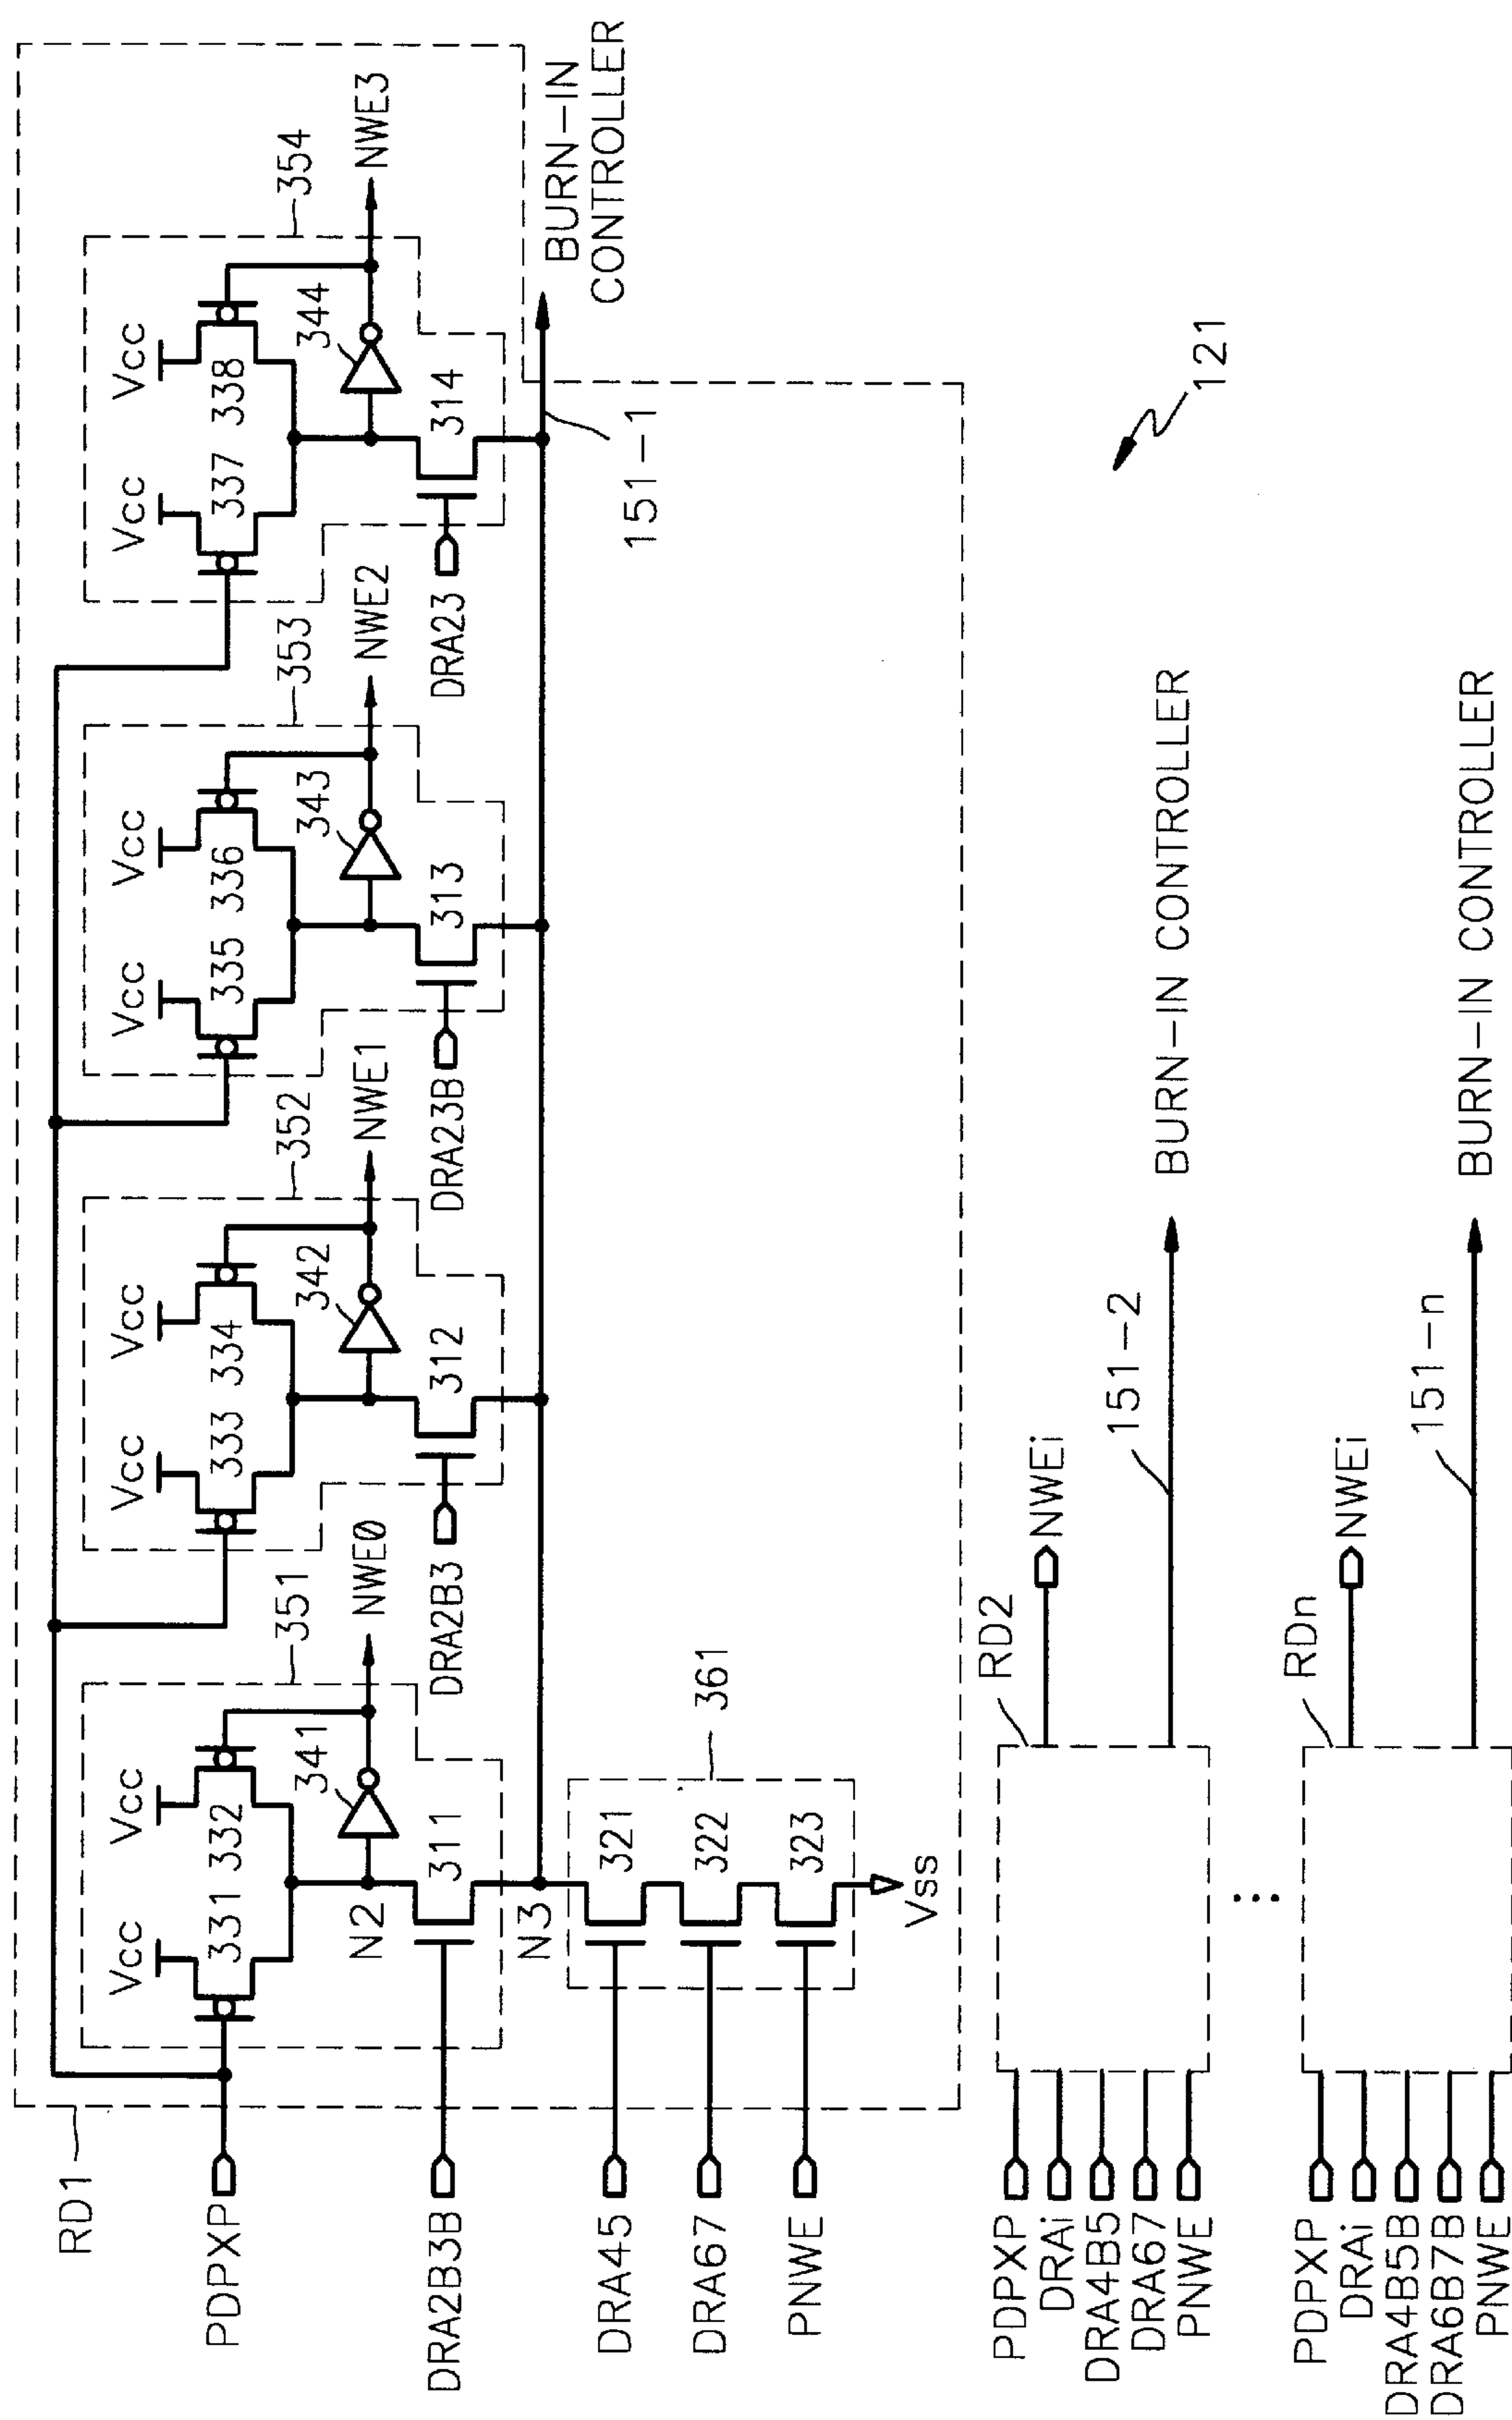 RD1
PDPXP
DRA2B3B
DRA45
DRA67
PNWE
351
Vcc
Vcc
331
332
341
N2
311
N3
NWE0
352
Vcc
Vcc
333
334
342
312
DRA2B3
NWE1
353
Vcc
Vcc
335
336
343
313
DRA23B
NWE2
354
Vcc
Vcc
337
338
344
314
DRA23
NWE3
BURN-IN
CONTROLLER
151-1
361
321
322
323
Vss
121
RD2
PDPXP
DRAi
DRA4B5
DRA67
PNWE
NWEi
151-2
BURN-IN CONTROLLER
...
RDn
PDPXP
DRAi
DRA4B5B
DRA6B7B
PNWE
NWEi
151-n
BURN-IN CONTROLLER